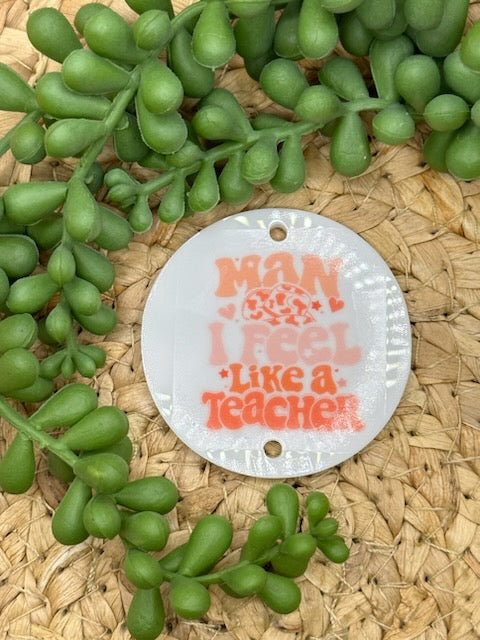 Man
I Feel
Like a
Teacher